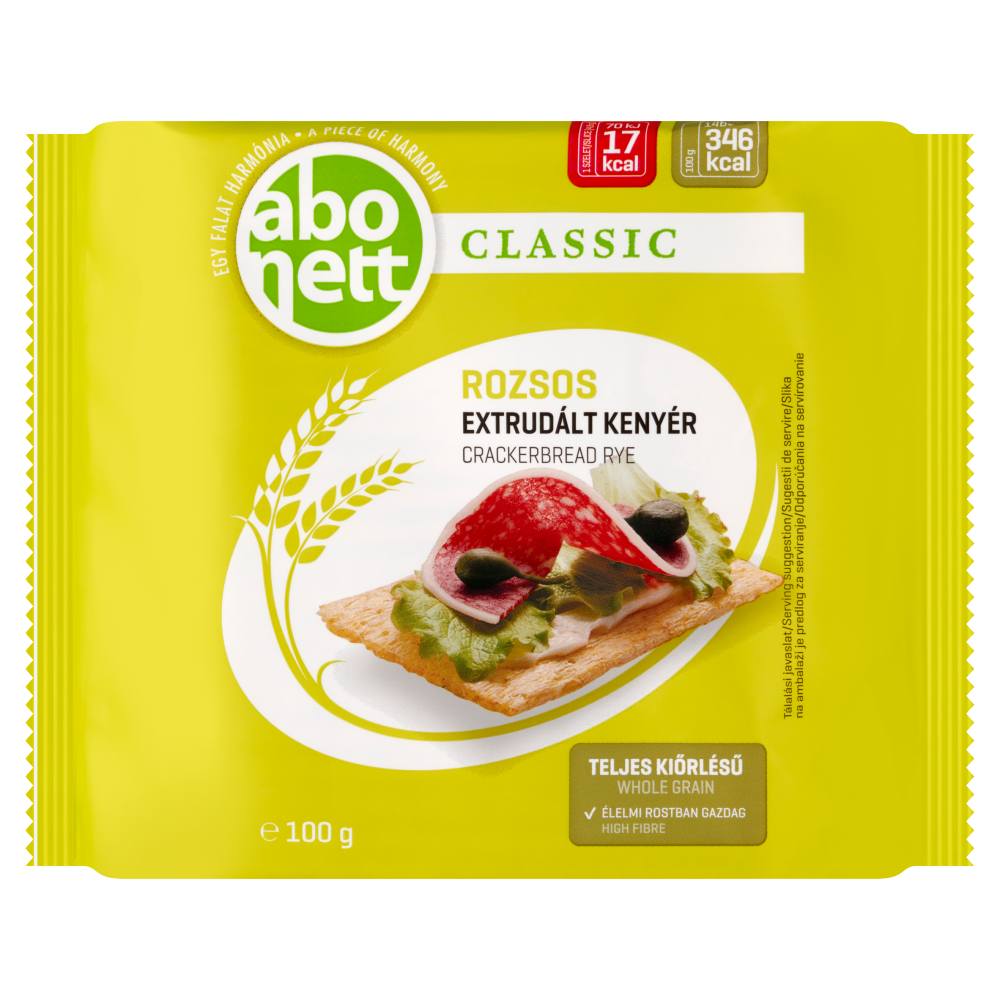 EGY FALAT HARMÓNIA • A PIECE OF HARMONY
abo
nett
CLASSIC
70 kJ
17
kcal
100 g
346
kcal
ROZSOS
EXTRUDÁLT KENYÉR
CRACKERBREAD RYE
Tálalási javaslat/Serving suggestion/Sugestii de servire/Slika
na ambalaži je predlog za serviranje/Odporúčania na servírovanie
TELJES KIŐRLÉSŰ
WHOLE GRAIN
✓ ÉLELMI ROSTBAN GAZDAG
HIGH FIBRE
℮ 100 g